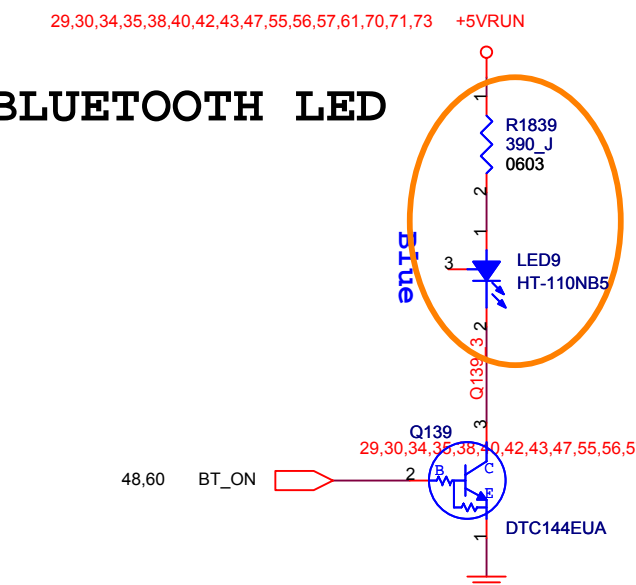 29,30,34,35,38,40,42,43,47,55,56,57,61,70,71,73 +5VRUN
BLUETOOTH LED
1
R1839
390_J
0603
2
1
Blue
3
LED9
HT-110NB5
2
Q139_3
3
Q139
29,30,34,35,38,40,42,43,47,55,56,5
48,60 BT_ON
2
B
C
E
DTC144EUA
1